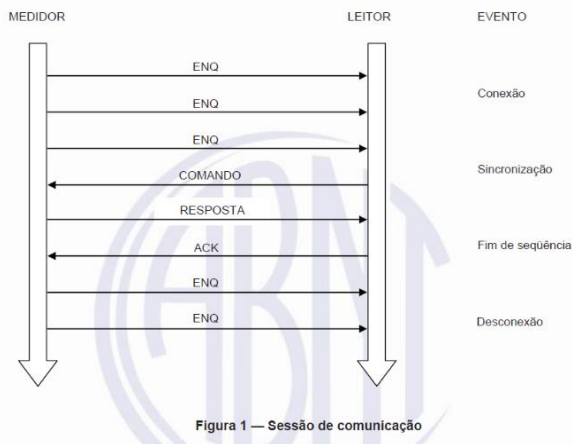 MEDIDOR LEITOR EVENTO
ENQ
Conexão
ENQ
ENQ
Sincronização
COMANDO
RESPOSTA
ACK
Fim de seqüência
ENQ
ENQ
Desconexão
ABNT
Figura 1 — Sessão de comunicação